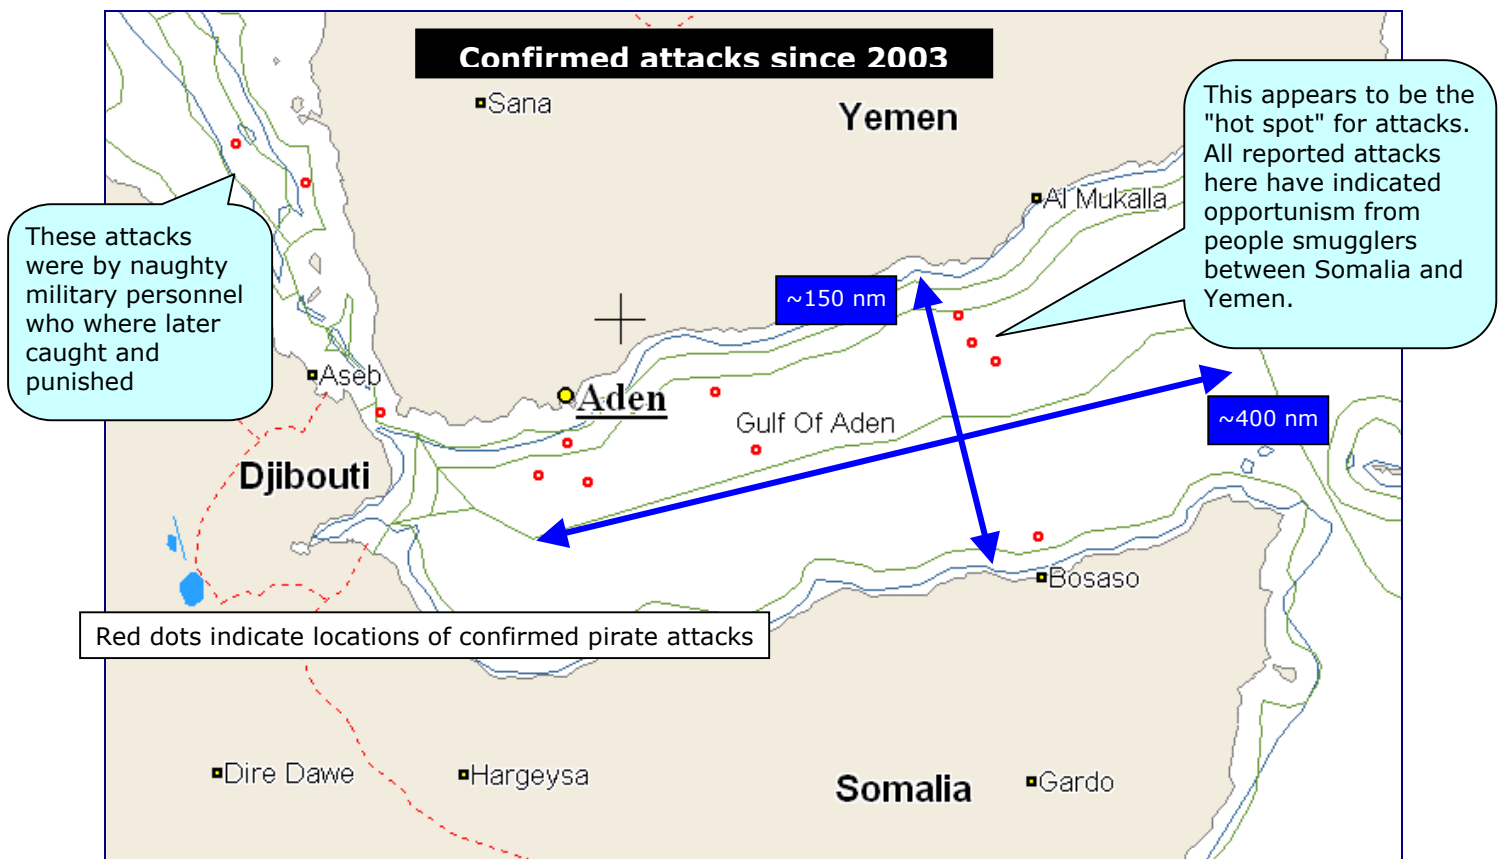 Confirmed attacks since 2003
Sana
Yemen
This appears to be the
"hot spot" for attacks.
All reported attacks
here have indicated
opportunism from
people smugglers
between Somalia and
Yemen.
Al Mukalla
These attacks
were by naughty
military personnel
who where later
caught and
punished
~150 nm
Aseb
Aden
Gulf Of Aden
~400 nm
Djibouti
Bosaso
Red dots indicate locations of confirmed pirate attacks
Dire Dawe
Hargeysa
Somalia
Gardo